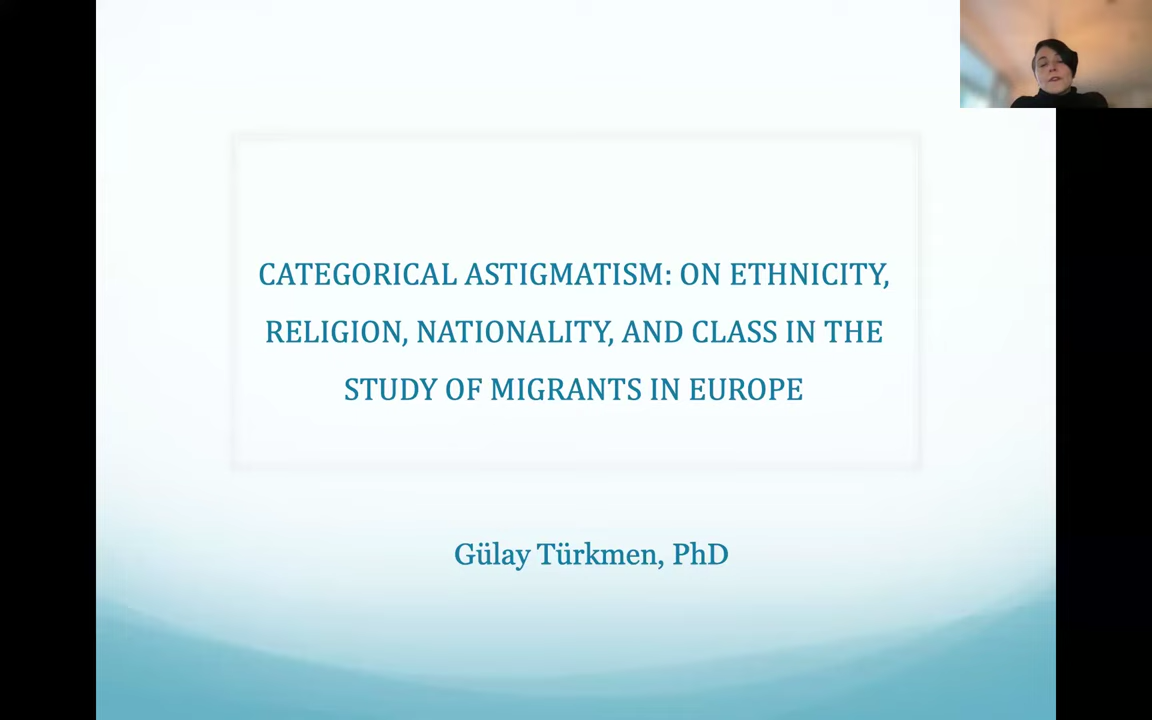 CATEGORICAL ASTIGMATISM: ON ETHNICITY,
RELIGION, NATIONALITY, AND CLASS IN THE
STUDY OF MIGRANTS IN EUROPE
Gülay Türkmen, PhD